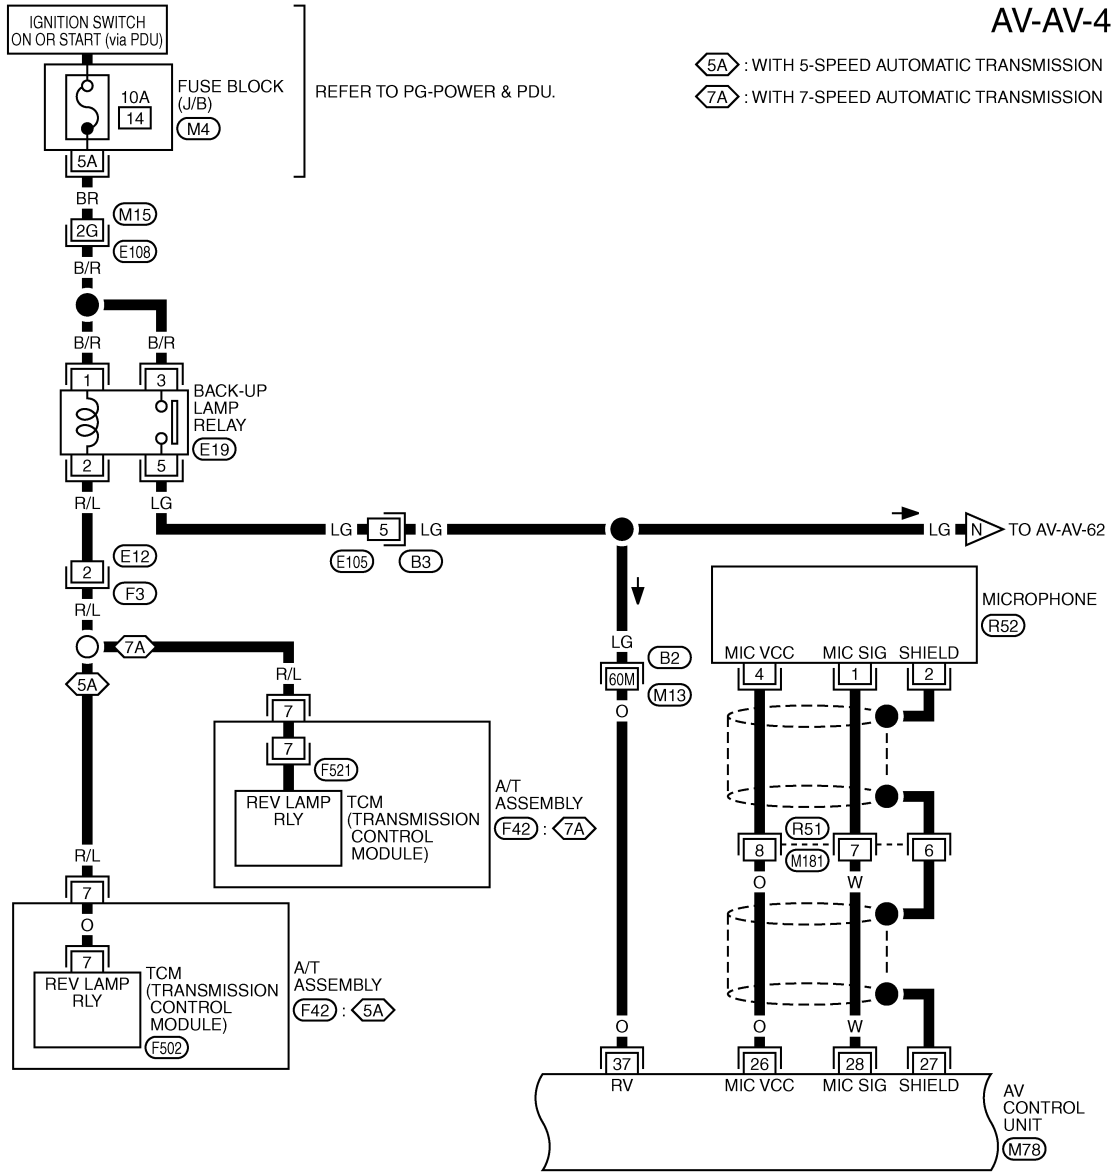 AV-AV-4
IGNITION SWITCH
ON OR START (via PDU)
5A : WITH 5-SPEED AUTOMATIC TRANSMISSION
7A : WITH 7-SPEED AUTOMATIC TRANSMISSION
10A
14
FUSE BLOCK
(J/B)
M4
REFER TO PG-POWER & PDU.
5A
BR
M15
2G
E108
B/R
B/R
B/R
1
3
BACK-UP
LAMP
RELAY
E19
2
5
R/L
LG
LG
5
LG
E105
B3
LG
N
TO AV-AV-62
E12
2
F3
R/L
7A
5A
R/L
7
7
F521
REV LAMP
RLY
TCM
(TRANSMISSION
CONTROL
MODULE)
A/T
ASSEMBLY
F42 : 7A
R/L
7
O
7
REV LAMP
RLY
TCM
(TRANSMISSION
CONTROL
MODULE)
F502
A/T
ASSEMBLY
F42 : 5A
LG
B2
60M
M13
O
O
37
RV
MICROPHONE
R52
MIC VCC
MIC SIG
SHIELD
4
1
2
R51
8
7
6
M181
O
W
O
W
26
28
27
MIC VCC
MIC SIG
SHIELD
AV
CONTROL
UNIT
M78